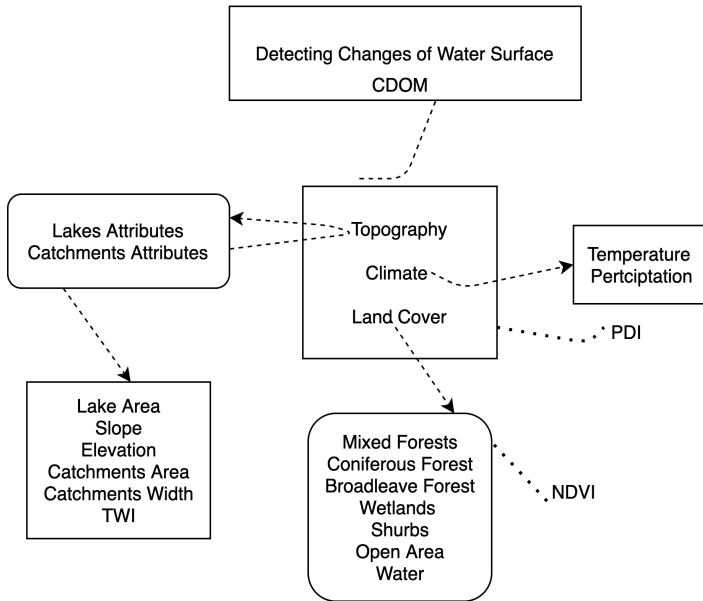 Detecting Changes of Water Surface
CDOM
Lakes Attributes
Catchments Attributes
Topography
Climate
Land Cover
Temperature
Pertciptation
PDI
Lake Area
Slope
Elevation
Catchments Area
Catchments Width
TWI
Mixed Forests
Coniferous Forest
Broadleave Forest
Wetlands
Shurbs
Open Area
Water
NDVI